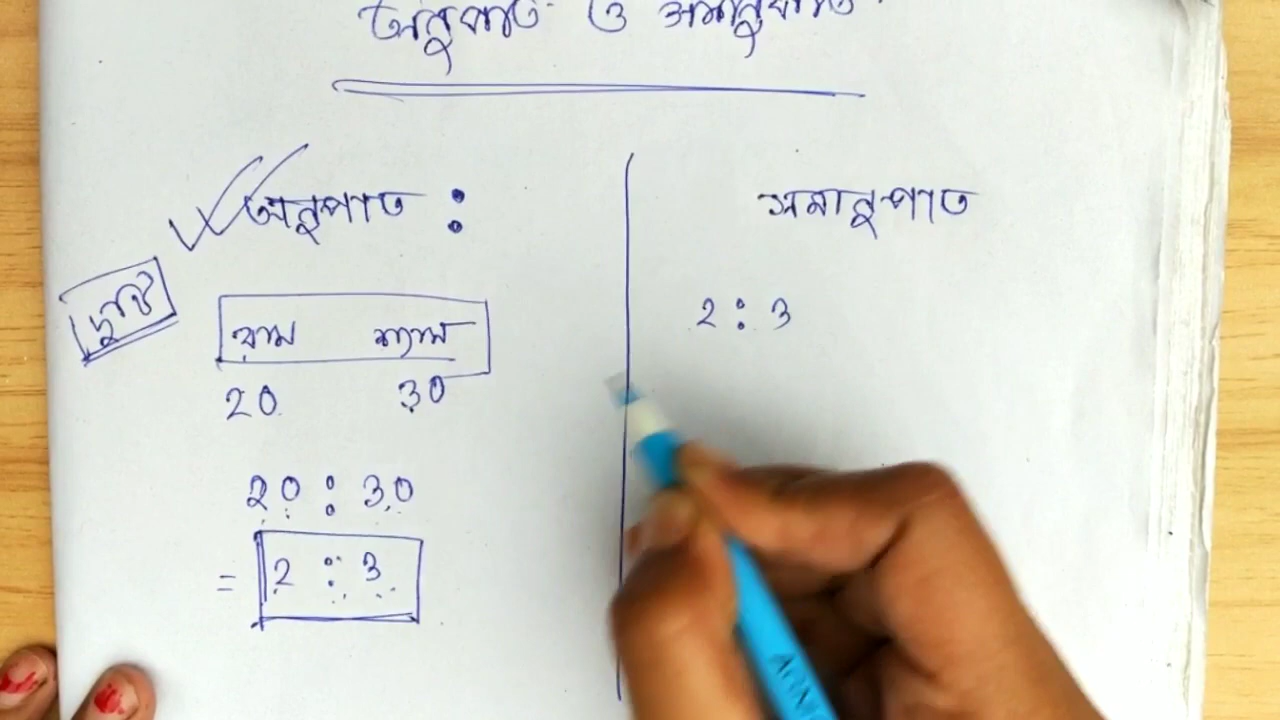 অনুপাত ও সমানুপাত
অনুপাত :
দুটি
রাম শ্যাম
20 30
20 : 30
= 2 : 3
সমানুপাত
2 : 3